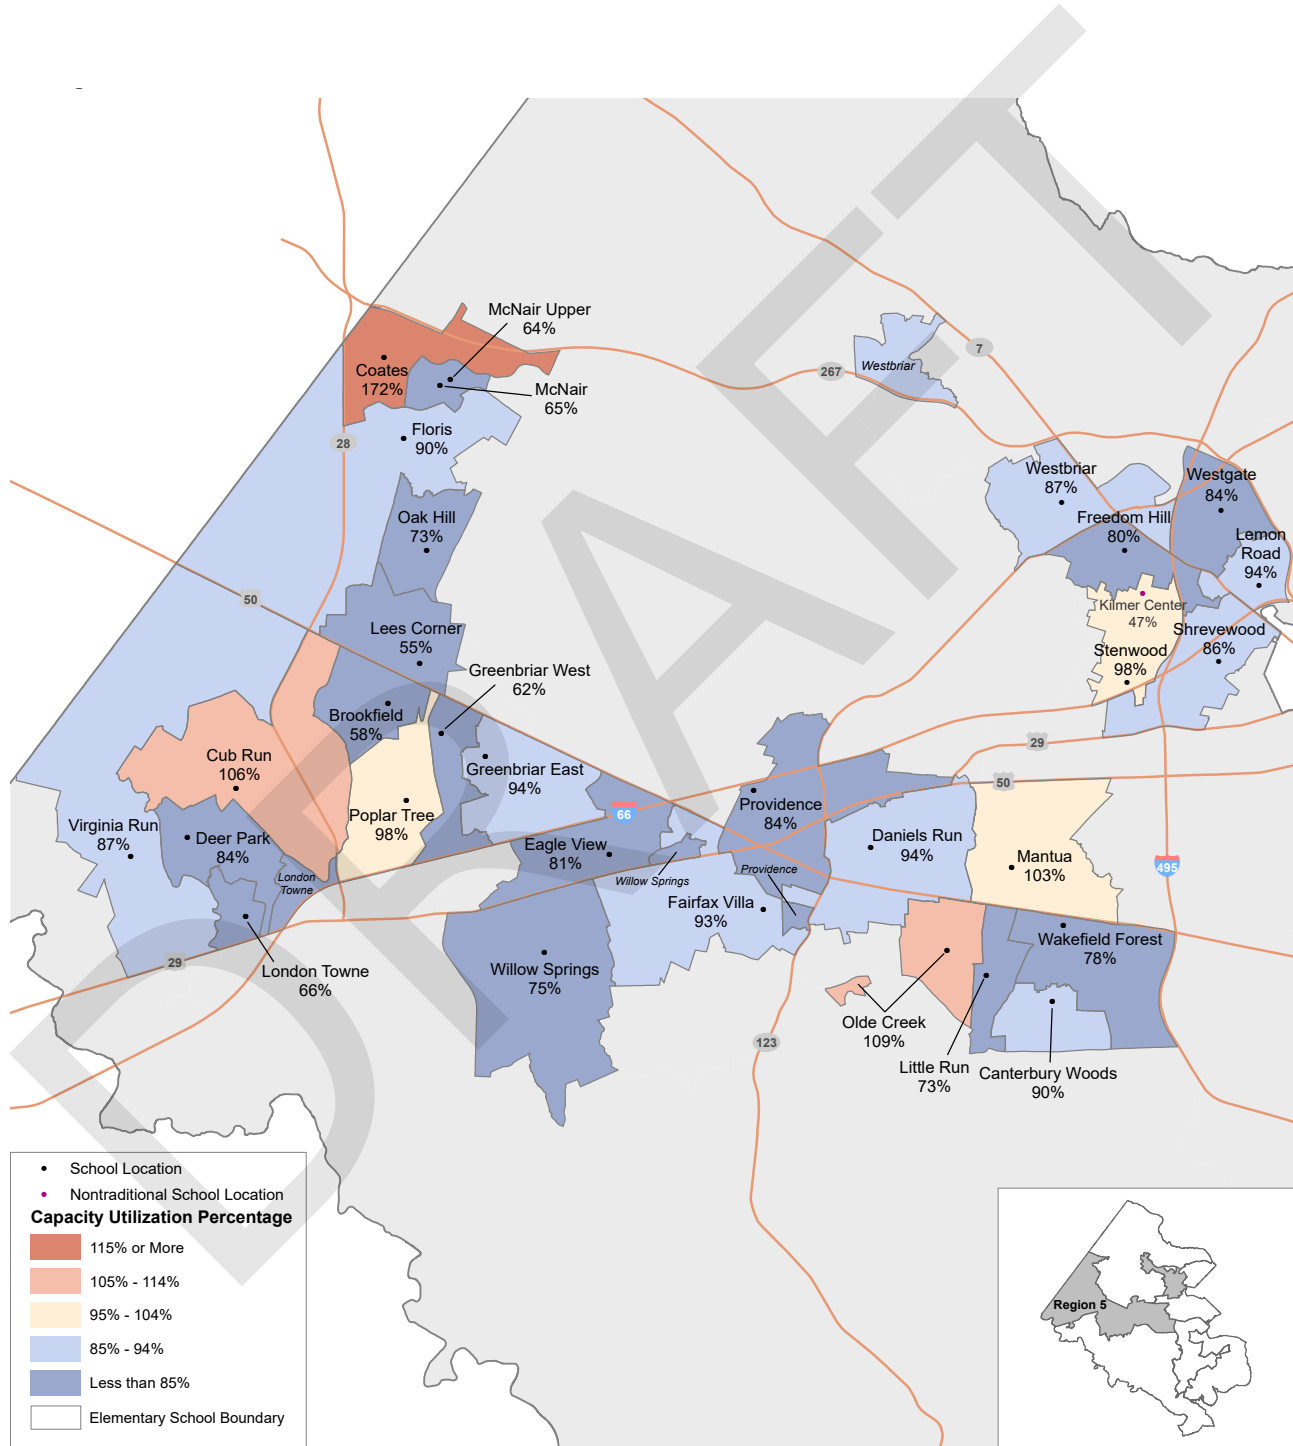 DRAFT
McNair Upper
64%
Coates
172%
McNair
65%
Floris
90%
28
267
7
Westbriar
Westbriar
87%
Westgate
84%
Freedom Hill
80%
Lemon
Road
94%
Kilmer Center
47%
Shrevewood
86%
Stenwood
98%
Oak Hill
73%
50
Lees Corner
55%
Greenbriar West
62%
Brookfield
58%
Cub Run
106%
Greenbriar East
94%
29
50
66
Poplar Tree
98%
Providence
84%
Virginia Run
87%
Deer Park
84%
London
Towne
Eagle View
81%
Willow Springs
Providence
Daniels Run
94%
Mantua
103%
495
Fairfax Villa
93%
29
London Towne
66%
Willow Springs
75%
Wakefield Forest
78%
Olde Creek
109%
123
Little Run
73%
Canterbury Woods
90%
School Location
Nontraditional School Location
Capacity Utilization Percentage
115% or More
105% - 114%
95% - 104%
85% - 94%
Less than 85%
Elementary School Boundary
Region 5